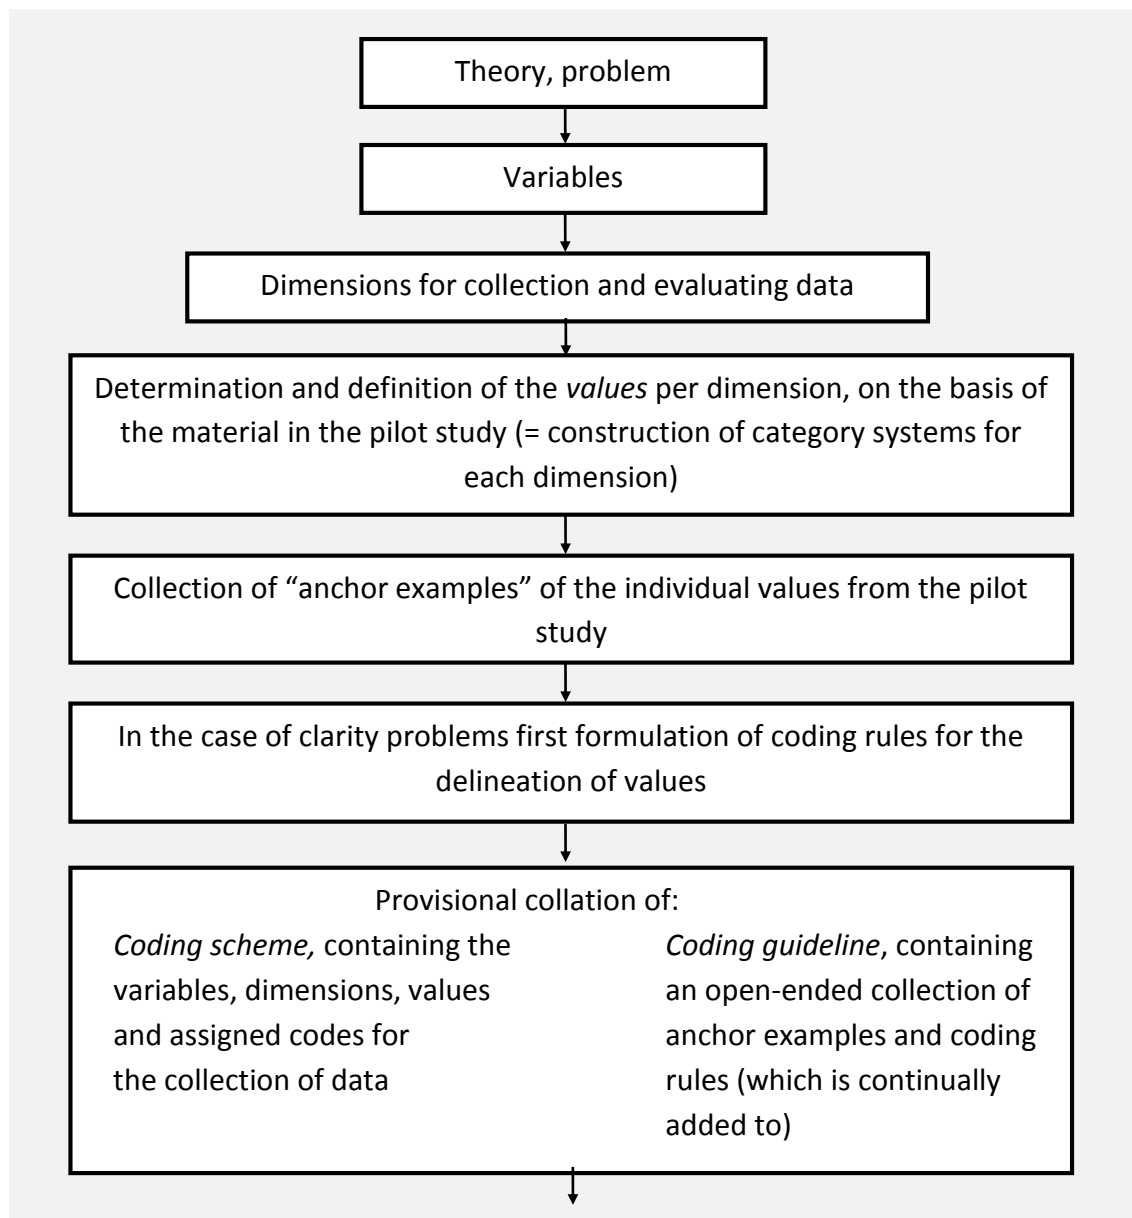 Theory, problem
Variables
Dimensions for collection and evaluating data
Determination and definition of the values per dimension, on the basis of
the material in the pilot study (= construction of category systems for
each dimension)
Collection of “anchor examples” of the individual values from the pilot
study
In the case of clarity problems first formulation of coding rules for the
delineation of values
Provisional collation of:
Coding scheme, containing the
variables, dimensions, values
and assigned codes for
the collection of data
Coding guideline, containing
an open-ended collection of
anchor examples and coding
rules (which is continually
added to)